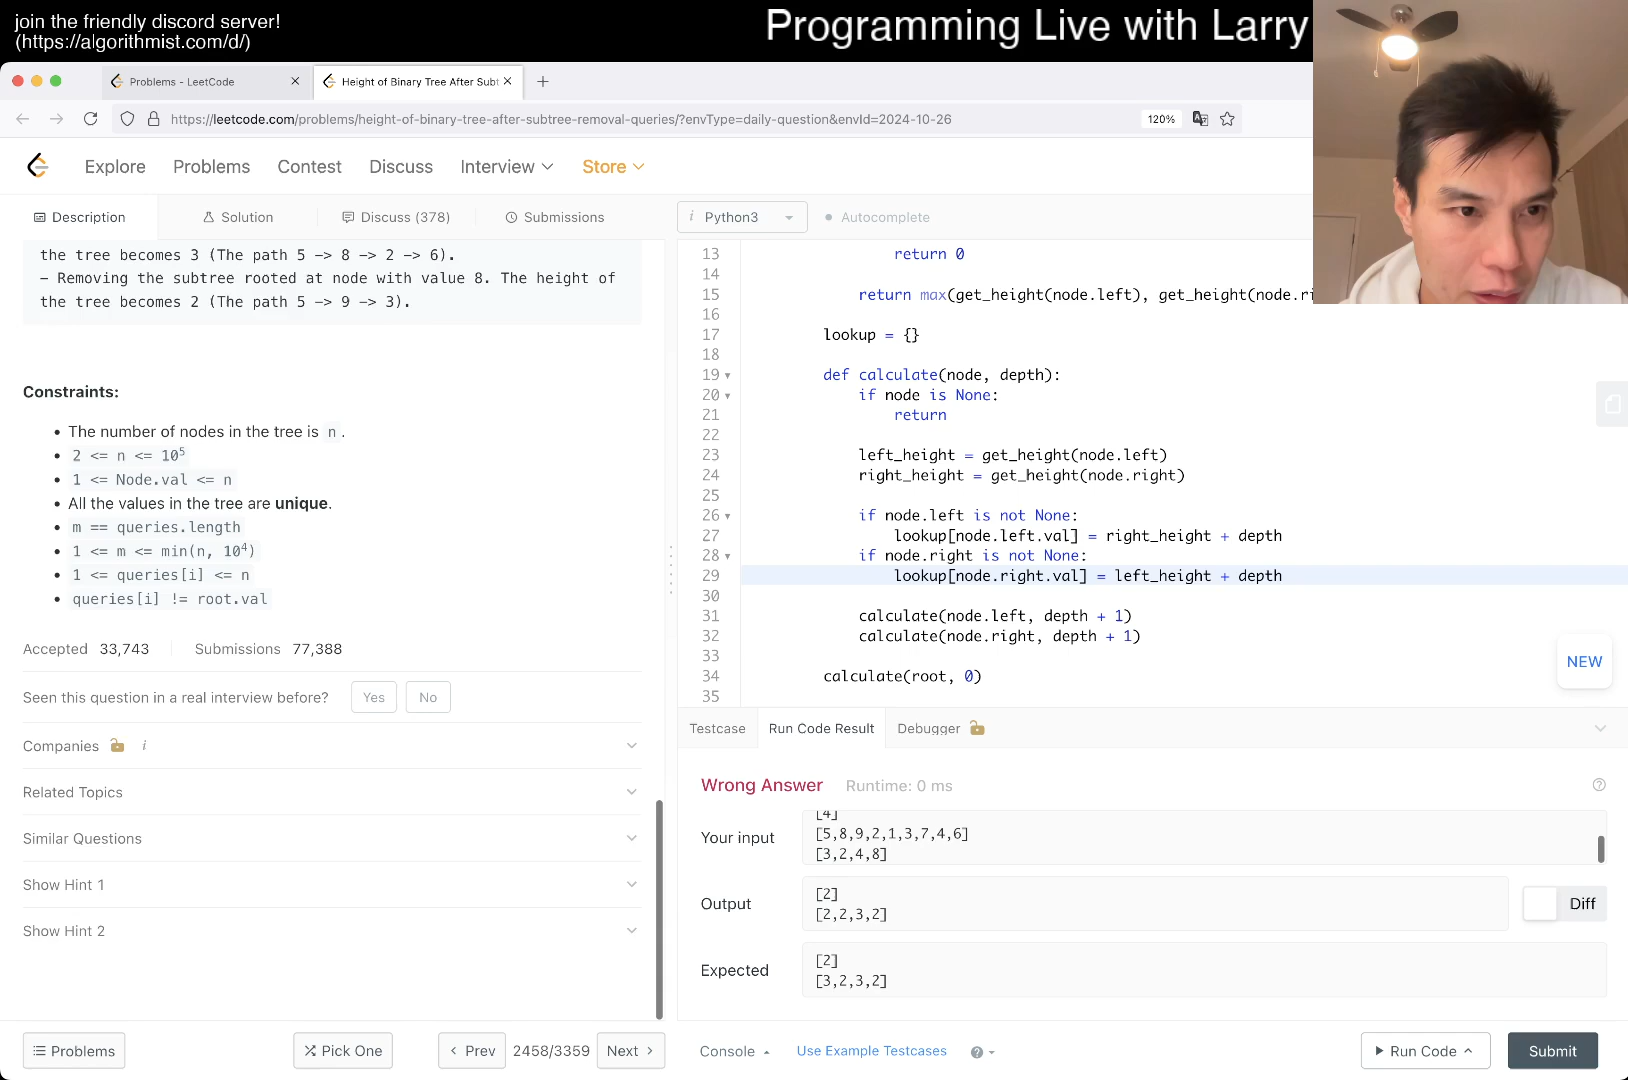 join the friendly discord server!
(https://algorithmist.com/d/)
Programming Live with Larry
Problems - LeetCode
Height of Binary Tree After Subt
https://leetcode.com/problems/height-of-binary-tree-after-subtree-removal-queries/?envType=daily-question&envId=2024-10-26
120%
Explore
Problems
Contest
Discuss
Interview
Store
Description
Solution
Discuss (378)
Submissions
i Python3
Autocomplete
the tree becomes 3 (The path 5 -> 8 -> 2 -> 6).
- Removing the subtree rooted at node with value 8. The height of
the tree becomes 2 (The path 5 -> 9 -> 3).
Constraints:
• The number of nodes in the tree is n.
• 2 <= n <= 10^5
• 1 <= Node.val <= n
• All the values in the tree are unique.
• m == queries.length
• 1 <= m <= min(n, 10^4)
• 1 <= queries[i] <= n
• queries[i] != root.val
Accepted 33,743
Submissions 77,388
Seen this question in a real interview before?
Yes
No
Companies i
Related Topics
Similar Questions
Show Hint 1
Show Hint 2
Problems
Pick One
Prev
2458/3359
Next
13 return 0
14
15 return max(get_height(node.left), get_height(node.ri
16
17 lookup = {}
18
19 def calculate(node, depth):
20 if node is None:
21 return
22
23 left_height = get_height(node.left)
24 right_height = get_height(node.right)
25
26 if node.left is not None:
27 lookup[node.left.val] = right_height + depth
28 if node.right is not None:
29 lookup[node.right.val] = left_height + depth
30
31 calculate(node.left, depth + 1)
32 calculate(node.right, depth + 1)
33
34 calculate(root, 0)
35
NEW
Testcase
Run Code Result
Debugger
Wrong Answer
Runtime: 0 ms
Your input
[4]
[5,8,9,2,1,3,7,4,6]
[3,2,4,8]
Output
[2]
[2,2,3,2]
Diff
Expected
[2]
[3,2,3,2]
Console
Use Example Testcases
Run Code
Submit